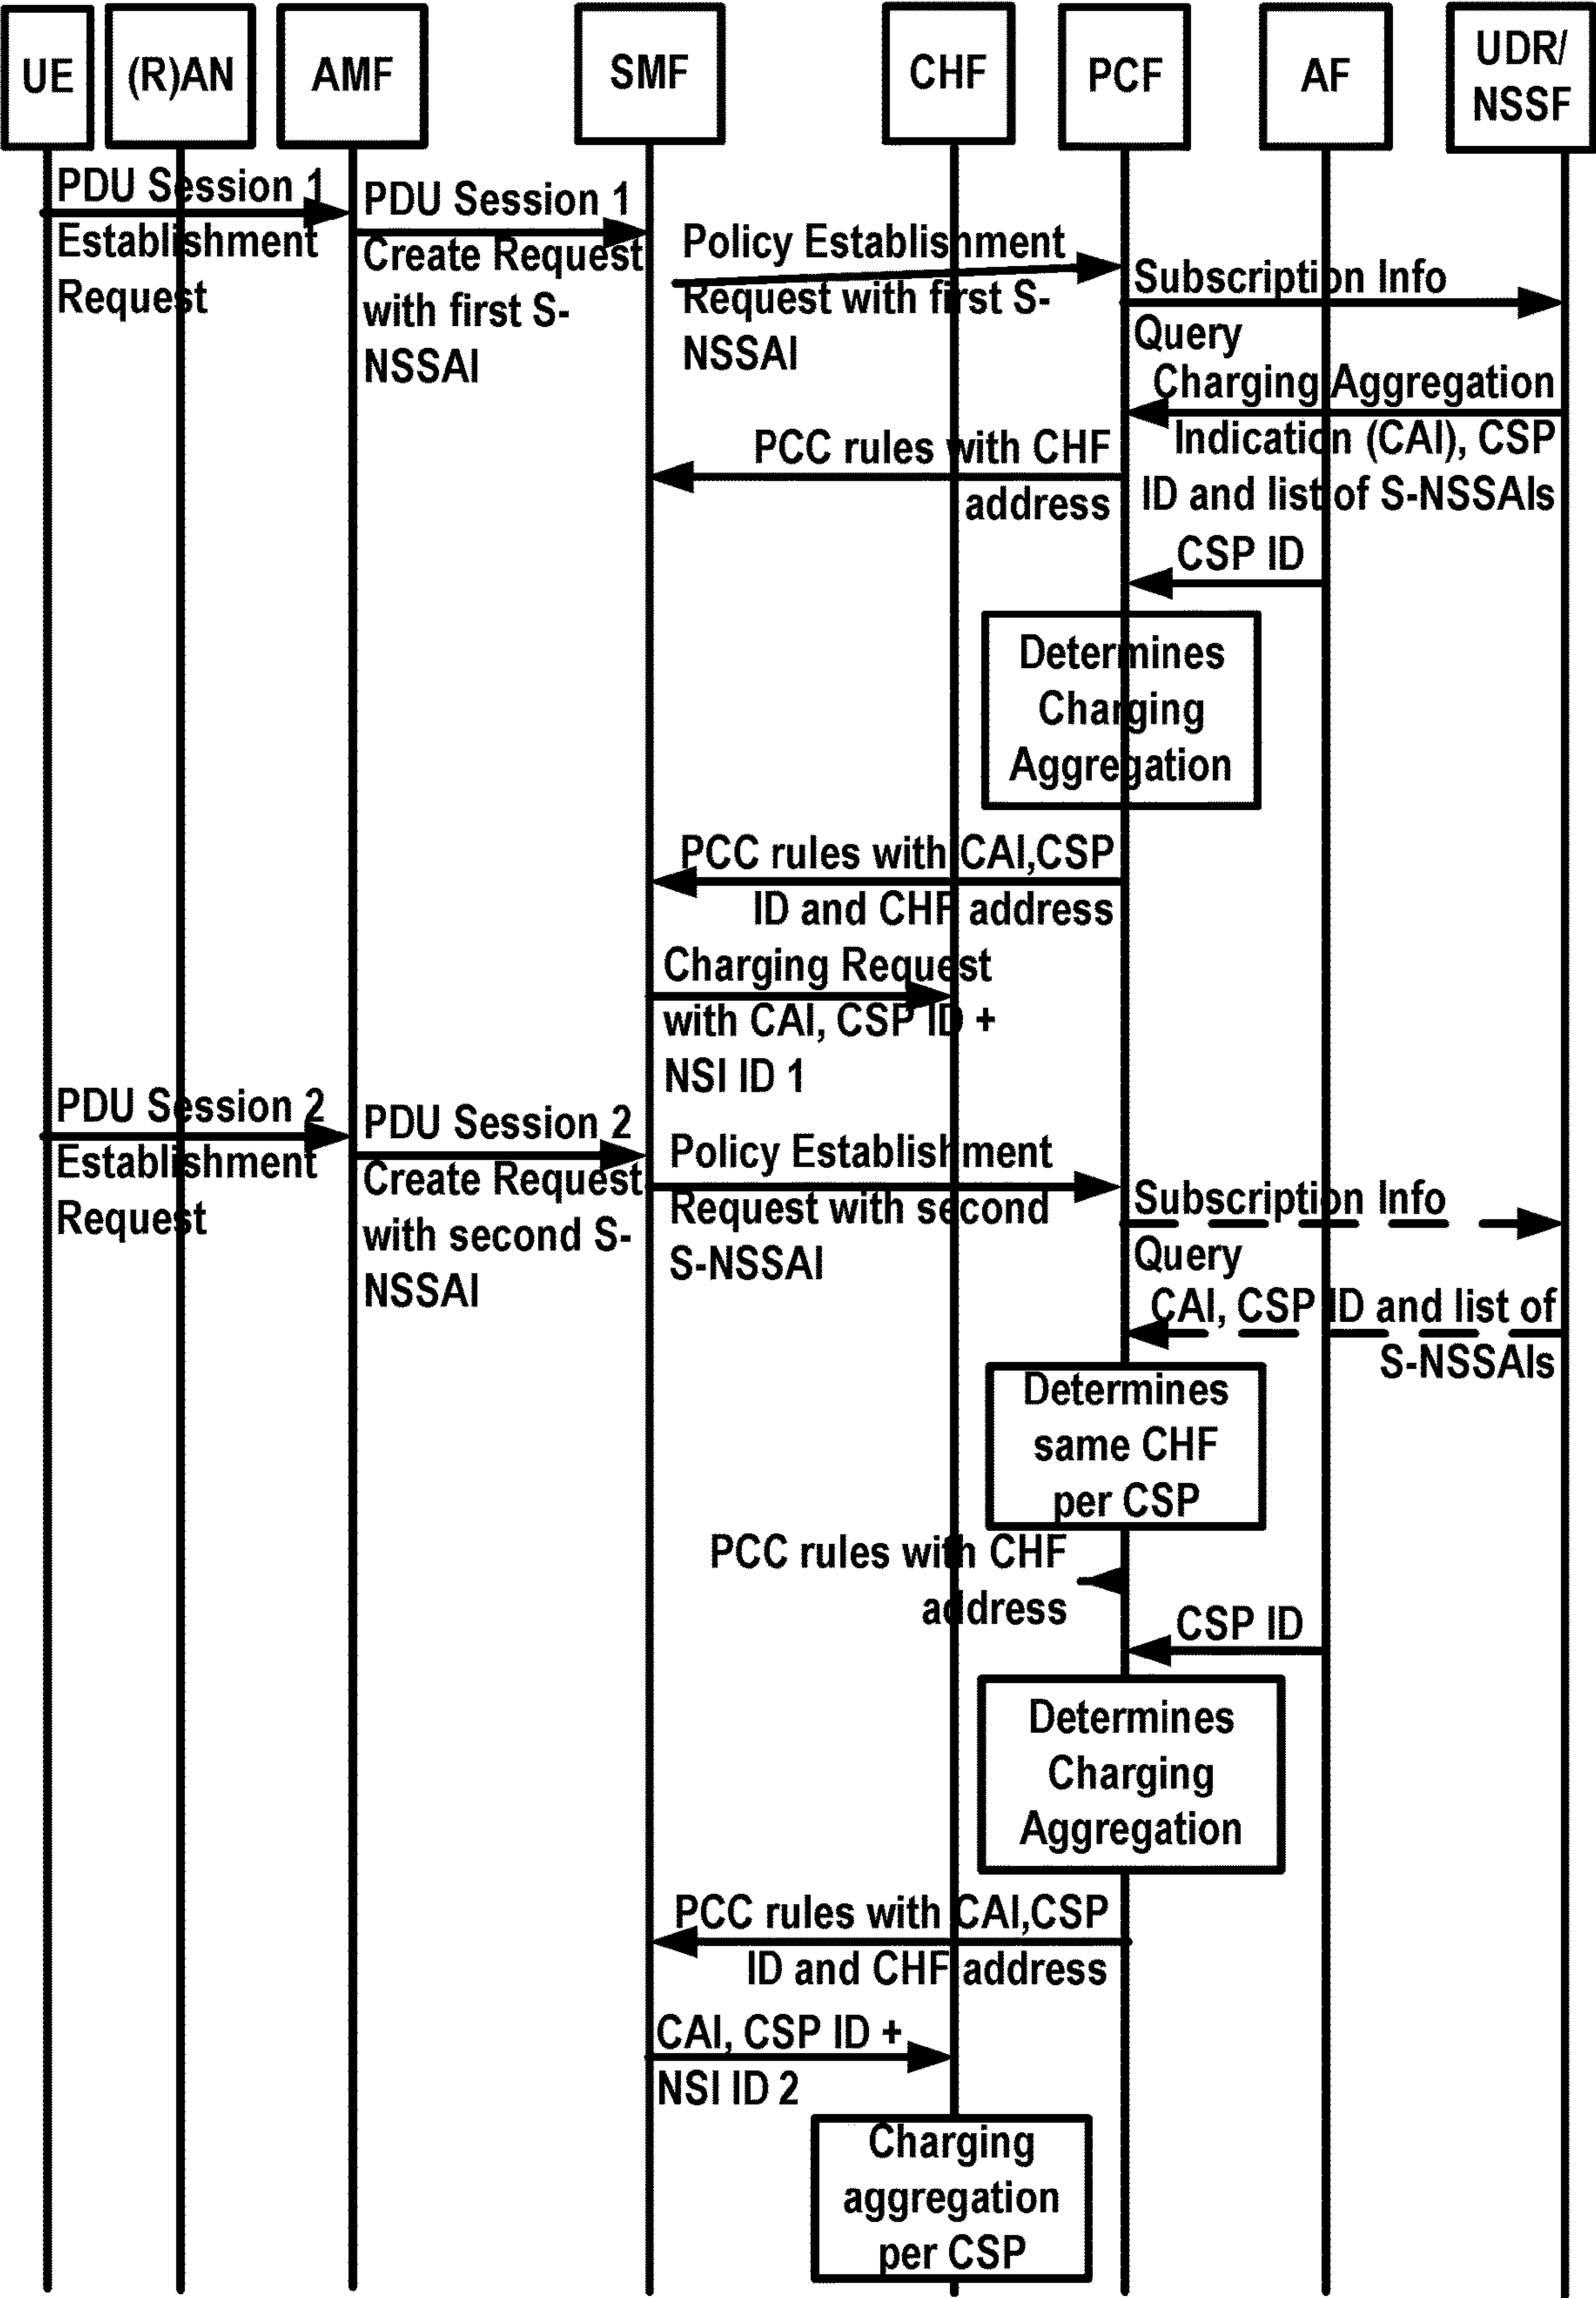 UE
(R)AN
AMF
SMF
CHF
PCF
AF
UDR/
NSSF
PDU Session 1
Establishment
Request
PDU Session 1
Create Request
with first S-
NSSAI
Policy Establishment
Request with first S-
NSSAI
Subscription Info
Query
Charging Aggregation
Indication (CAI), CSP
ID and list of S-NSSAIs
PCC rules with CHF
address
CSP ID
Determines
Charging
Aggregation
PCC rules with CAI,CSP
ID and CHF address
Charging Request
with CAI, CSP ID +
NSI ID 1
PDU Session 2
Establishment
Request
PDU Session 2
Create Request
with second S-
NSSAI
Policy Establishment
Request with second
S-NSSAI
Subscription Info
Query
CAI, CSP ID and list of
S-NSSAIs
Determines
same CHF
per CSP
PCC rules with CHF
address
CSP ID
Determines
Charging
Aggregation
PCC rules with CAI,CSP
ID and CHF address
CAI, CSP ID +
NSI ID 2
Charging
aggregation
per CSP